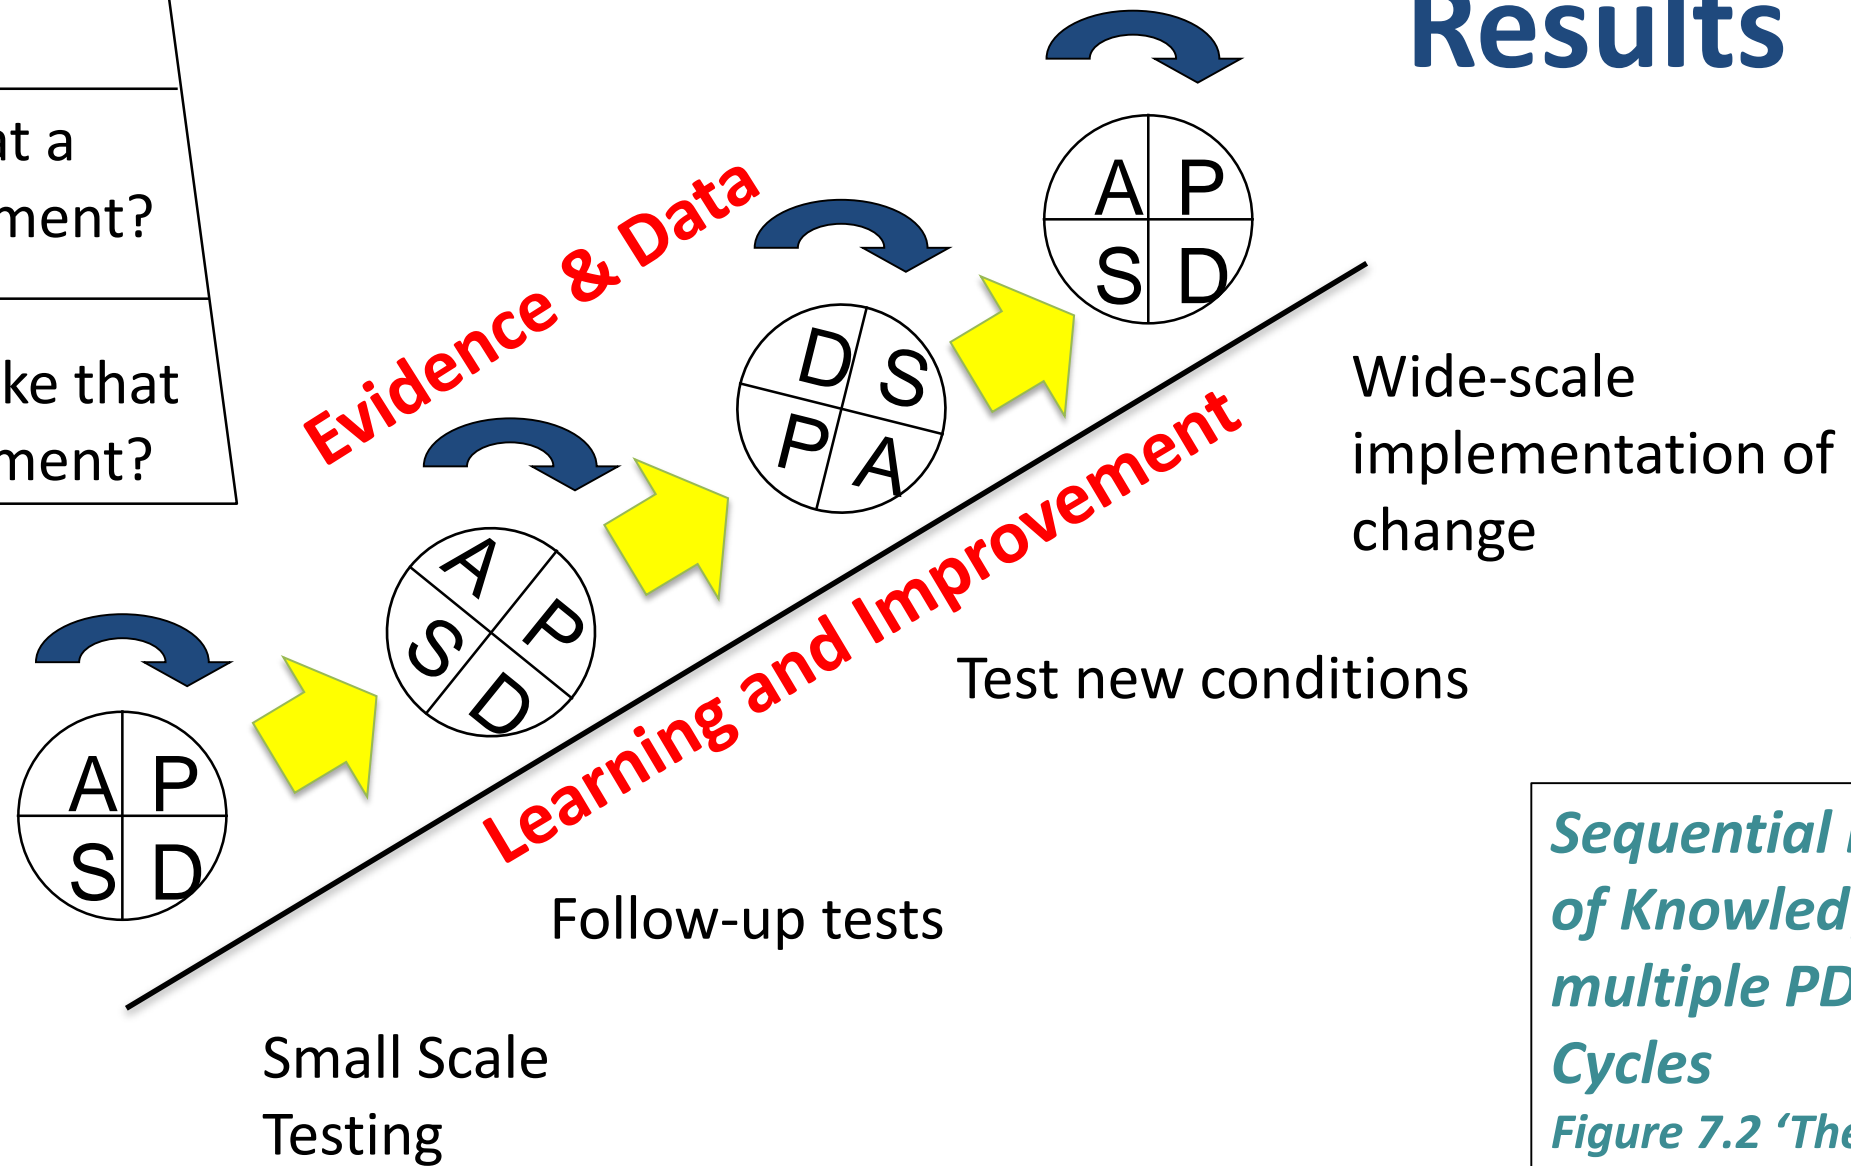 Results
at a
ment?
ke that
ment?
Evidence & Data
A P
S D
D S
P A
A P
S D
A P
S D
Learning and Improvement
Wide-scale
implementation of
change
Test new conditions
Follow-up tests
Small Scale
Testing
Sequential
of Knowled
multiple PD
Cycles
Figure 7.2 ‘The